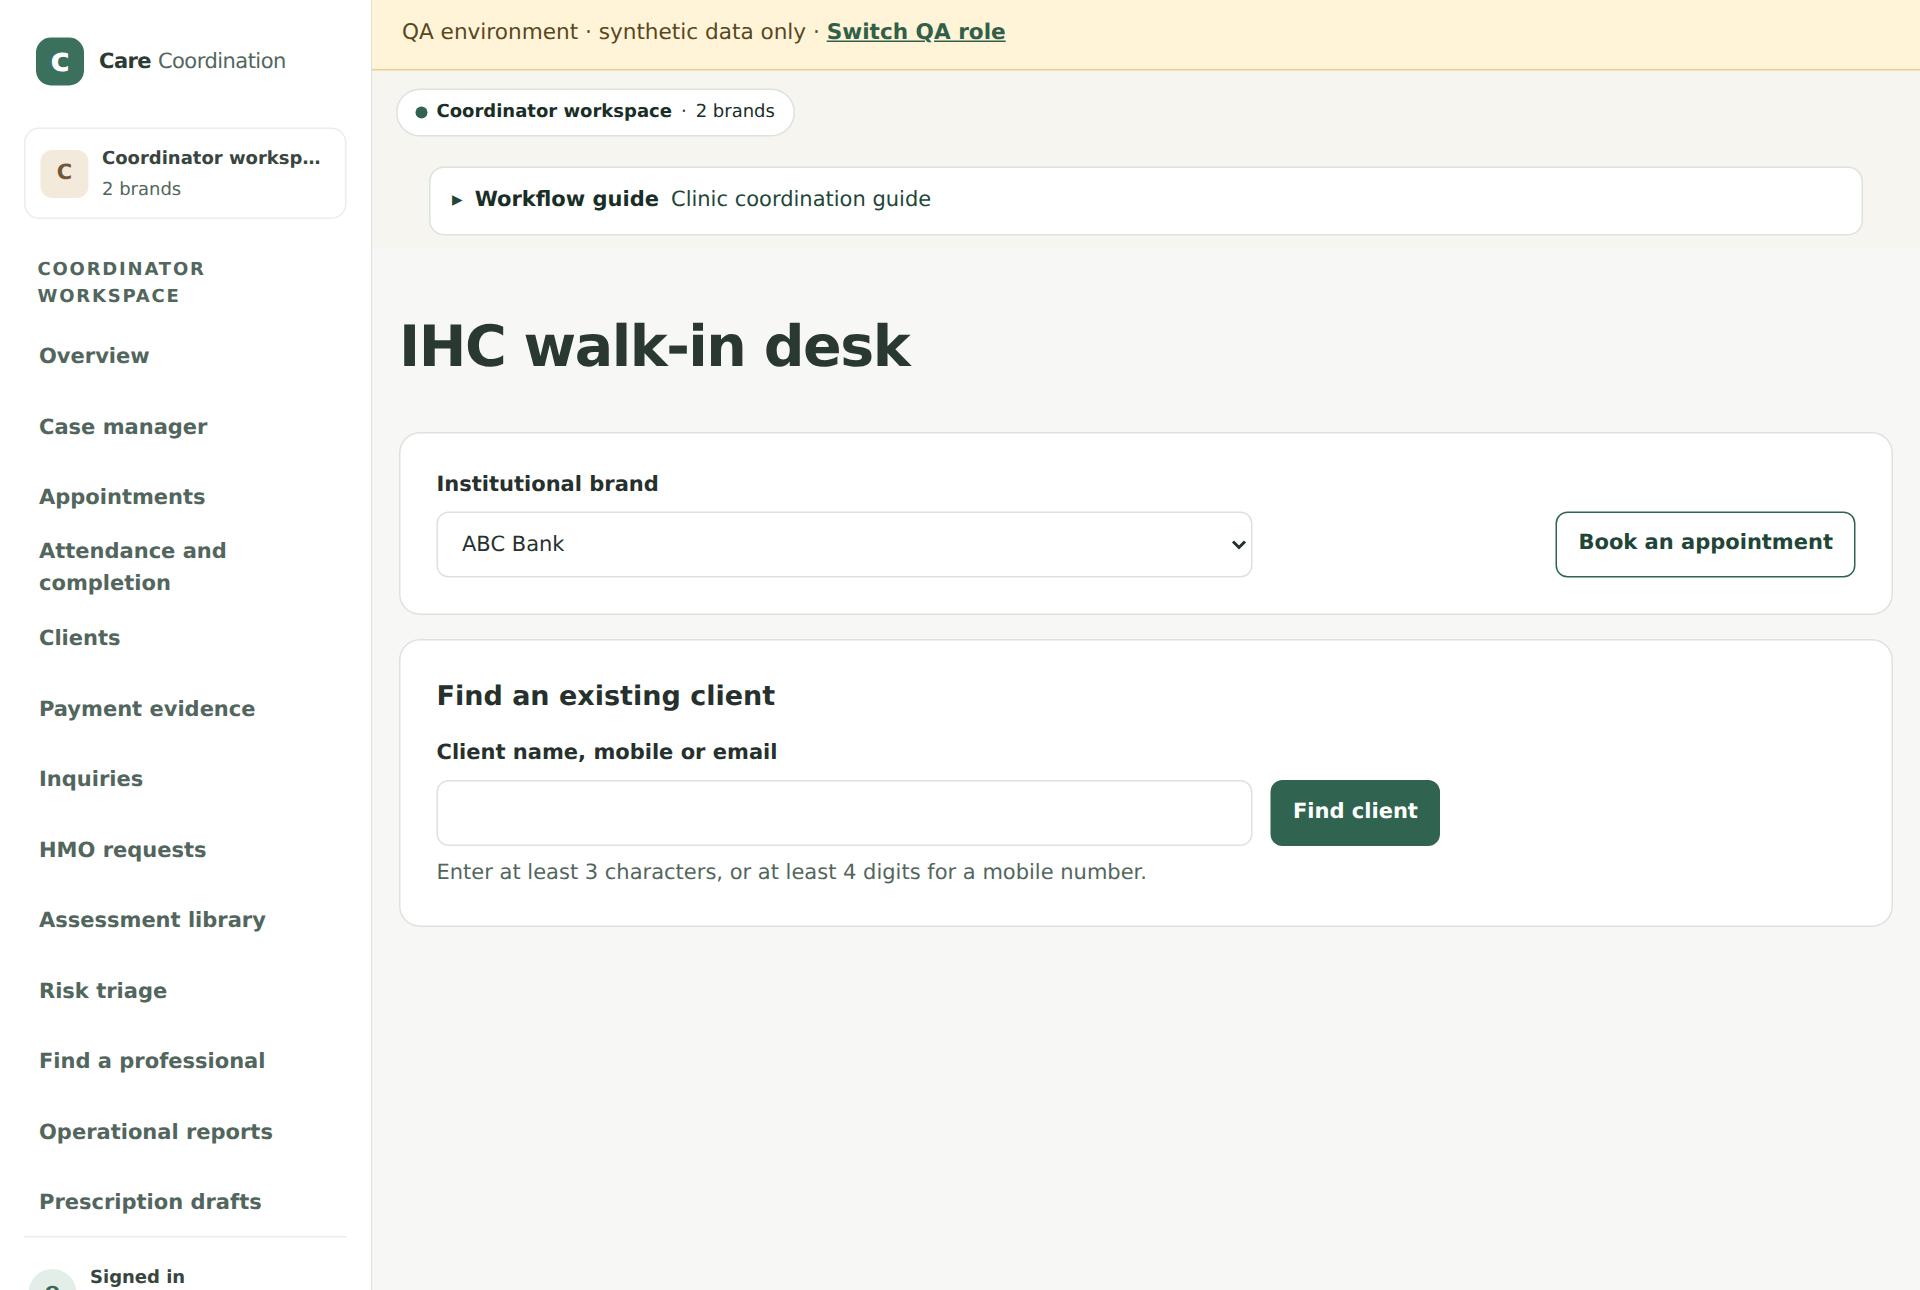 C Care Coordination
C Coordinator worksp…
2 brands
COORDINATOR
WORKSPACE
Overview
Case manager
Appointments
Attendance and
completion
Clients
Payment evidence
Inquiries
HMO requests
Assessment library
Risk triage
Find a professional
Operational reports
Prescription drafts
Signed in
QA environment · synthetic data only · Switch QA role
Coordinator workspace · 2 brands
▸ Workflow guide Clinic coordination guide
IHC walk-in desk
Institutional brand
ABC Bank
Book an appointment
Find an existing client
Client name, mobile or email
Find client
Enter at least 3 characters, or at least 4 digits for a mobile number.